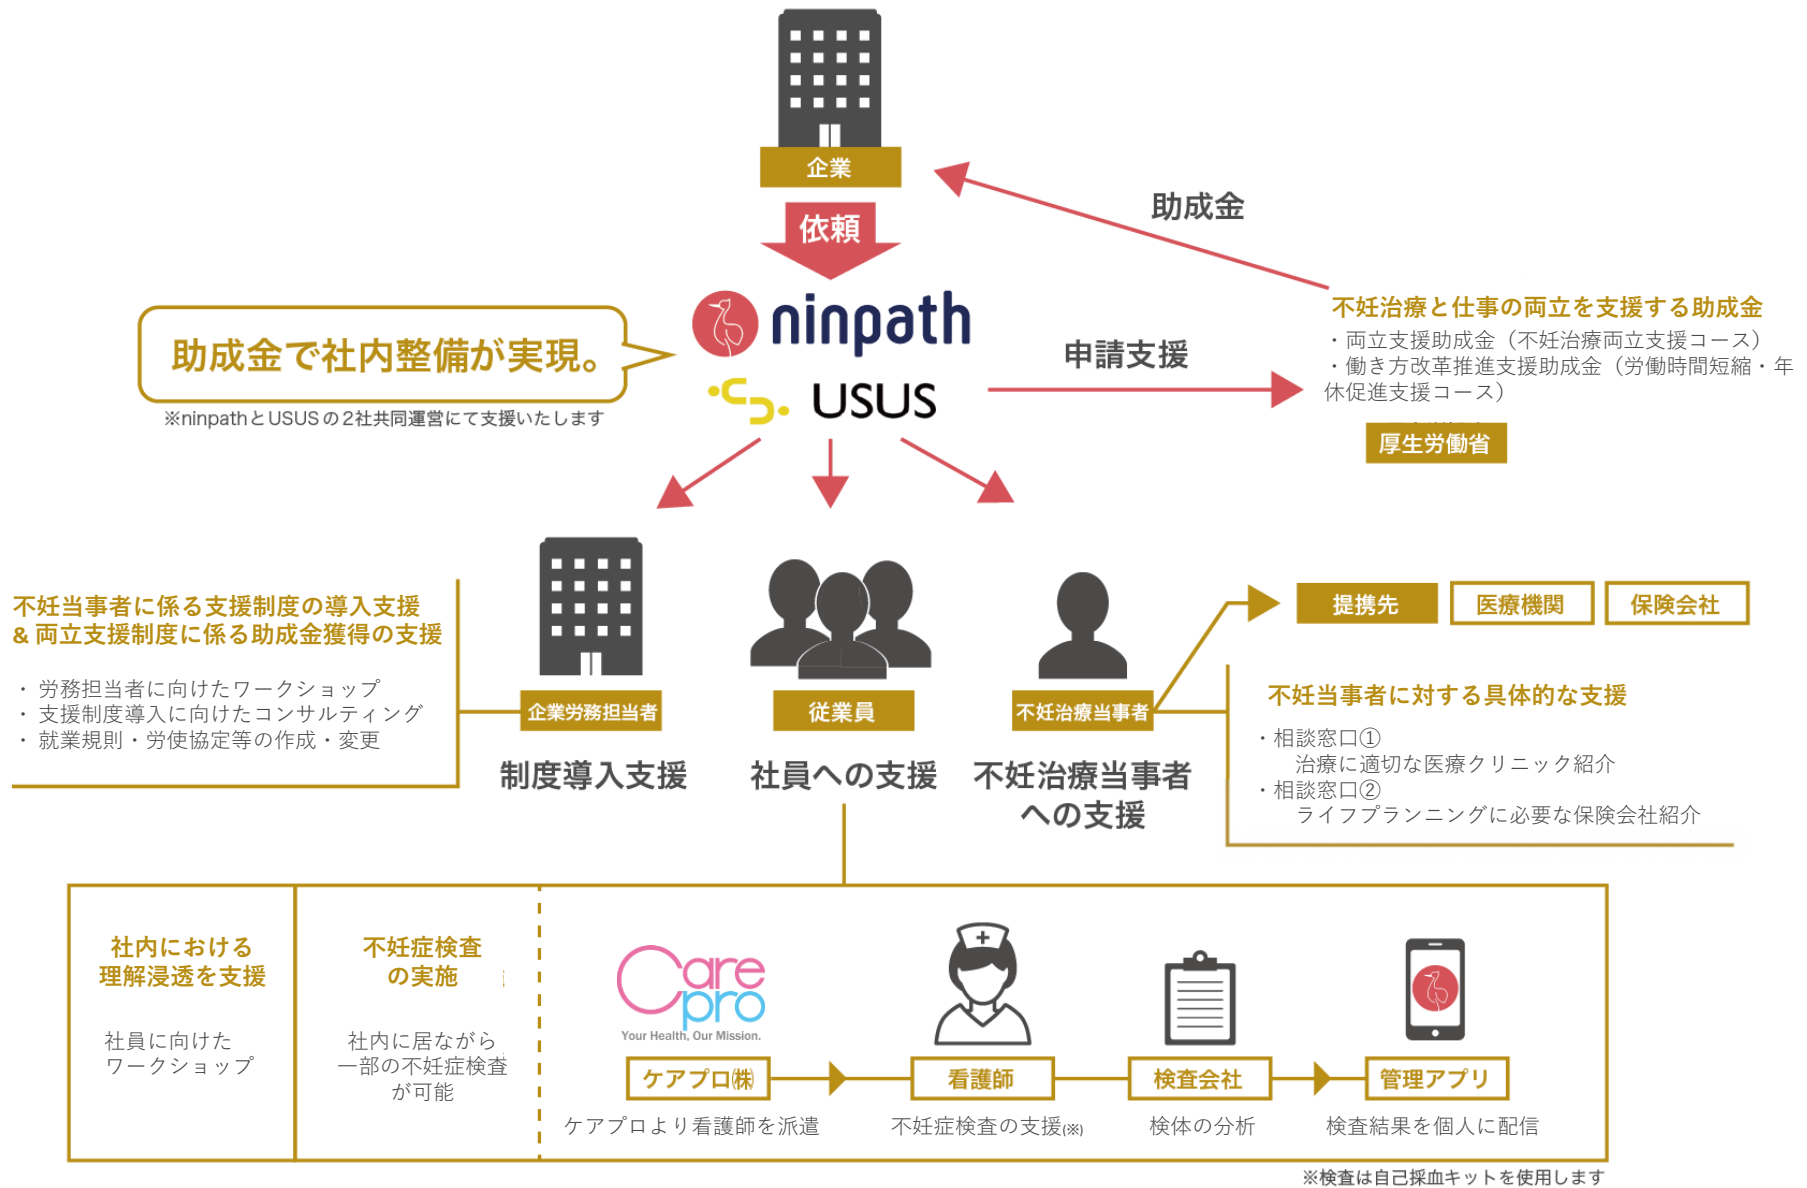 企業
依頼
助成金
ninpath
USUS
助成金で社内整備が実現。
※ninpathとUSUSの2社共同運営にて支援いたします
申請支援
不妊治療と仕事の両立を支援する助成金
・両立支援助成金（不妊治療両立支援コース）
・働き方改革推進支援助成金（労働時間短縮・年
休促進支援コース）
厚生労働省
不妊当事者に係る支援制度の導入支援
& 両立支援制度に係る助成金獲得の支援
・ 労務担当者に向けたワークショップ
・ 支援制度導入に向けたコンサルティング
・ 就業規則・労使協定等の作成・変更
企業労務担当者
制度導入支援
従業員
社員への支援
不妊治療当事者
不妊治療当事者
への支援
提携先
医療機関
保険会社
不妊当事者に対する具体的な支援
・相談窓口①
治療に適切な医療クリニック紹介
・相談窓口②
ライフプランニングに必要な保険会社紹介
社内における
理解浸透を支援
社員に向けた
ワークショップ
不妊症検査
の実施
社内に居ながら
一部の不妊症検査
が可能
Care
pro
Your Health, Our Mission.
ケアプロ㈱
ケアプロより看護師を派遣
看護師
不妊症検査の支援(※)
検査会社
検体の分析
管理アプリ
検査結果を個人に配信
※検査は自己採血キットを使用します